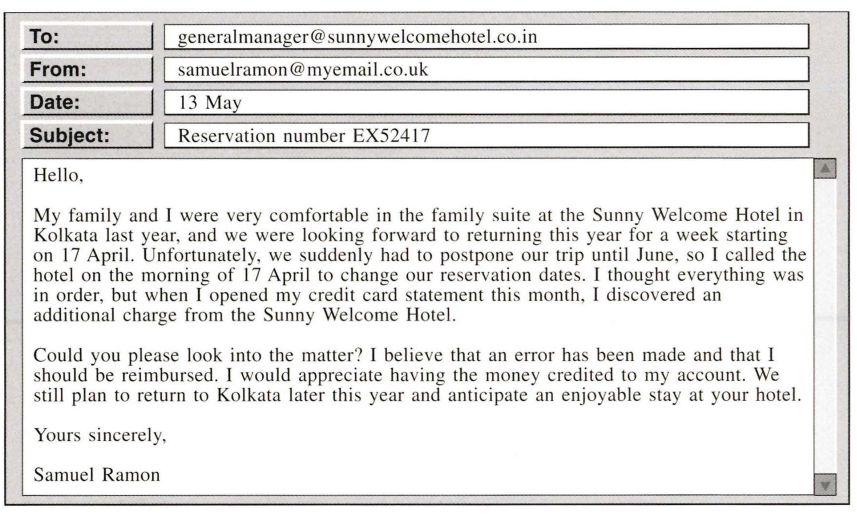 To: generalmanager@sunnywelcomehotel.co.in
From: samuelramon@myemail.co.uk
Date: 13 May
Subject: Reservation number EX52417
Hello,
My family and I were very comfortable in the family suite at the Sunny Welcome Hotel in
Kolkata last year, and we were looking forward to returning this year for a week starting
on 17 April. Unfortunately, we suddenly had to postpone our trip until June, so I called the
hotel on the morning of 17 April to change our reservation dates. I thought everything was
in order, but when I opened my credit card statement this month, I discovered an
additional charge from the Sunny Welcome Hotel.
Could you please look into the matter? I believe that an error has been made and that I
should be reimbursed. I would appreciate having the money credited to my account. We
still plan to return to Kolkata later this year and anticipate an enjoyable stay at your hotel.
Yours sincerely,
Samuel Ramon